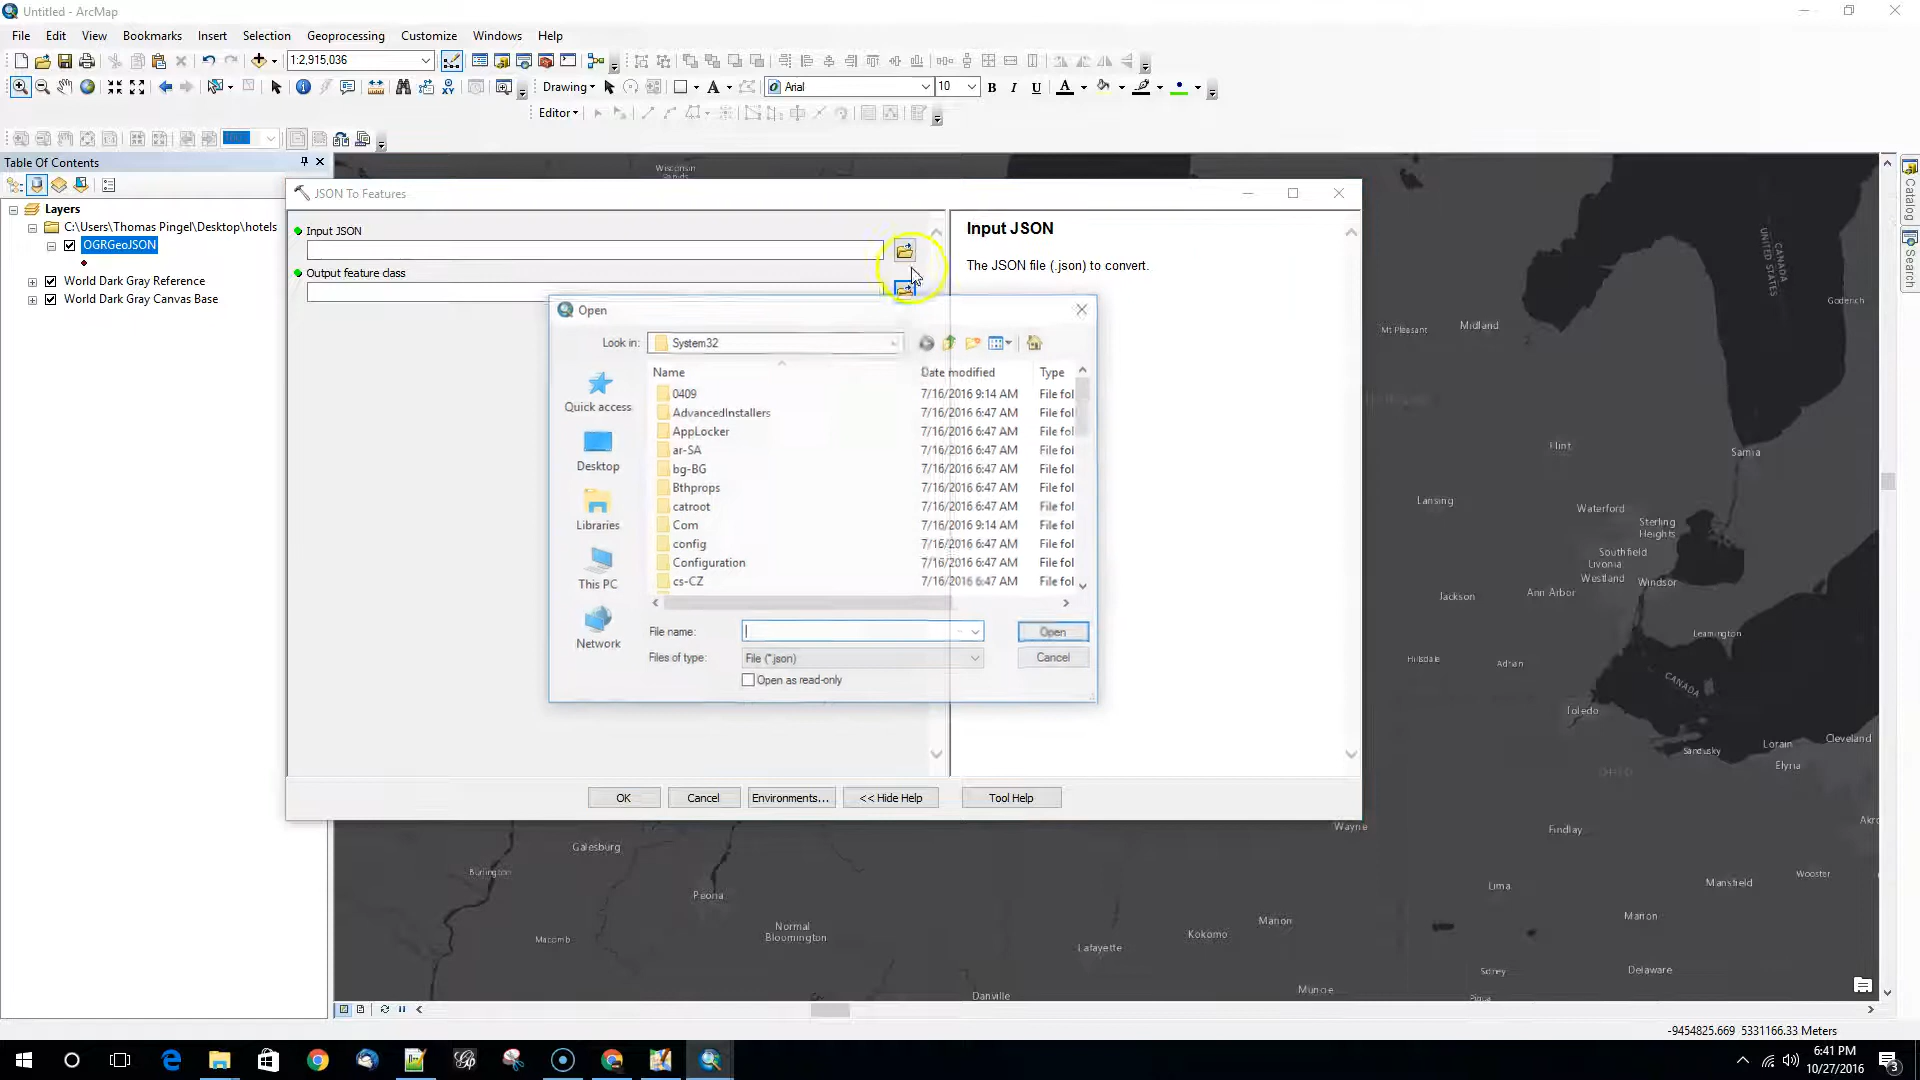 Untitled - ArcMap
File Edit View Bookmarks Insert Selection Geoprocessing Customize Windows Help
1:2,915,036
Drawing
Arial
10
B I U A
Editor
Table Of Contents
Layers
C:\Users\Thomas Pingel\Desktop\hotels
OGRGeoJSON
World Dark Gray Reference
World Dark Gray Canvas Base
JSON To Features
Input JSON
Output feature class
Input JSON
The JSON file (.json) to convert.
Open
Look in: System32
Name Date modified Type
0409 7/16/2016 9:14 AM File fol
AdvancedInstallers 7/16/2016 6:47 AM File fol
AppLocker 7/16/2016 6:47 AM File fol
ar-SA 7/16/2016 6:47 AM File fol
bg-BG 7/16/2016 6:47 AM File fol
Bthprops 7/16/2016 6:47 AM File fol
catroot 7/16/2016 6:47 AM File fol
Com 7/16/2016 9:14 AM File fol
config 7/16/2016 6:47 AM File fol
Configuration 7/16/2016 6:47 AM File fol
cs-CZ 7/16/2016 6:47 AM File fol
Quick access
Desktop
Libraries
This PC
Network
File name:
Open
Files of type: File (*.json)
Cancel
Open as read-only
OK Cancel Environments... << Hide Help Tool Help
Catalog
Search
Wisconsin
UNITED STATES
CANADA
Goderich
Mt Pleasant
Midland
Flint
Sarnia
Lansing
Waterford
Sterling
Heights
Southfield
Livonia
Westland
Windsor
Jackson
Ann Arbor
Leamington
Hillsdale
Adrian
CANADA
Toledo
Sandusky
Lorain
Cleveland
Elyria
OHIO
Wayne
Findlay
Akro
Galesburg
Burlington
Peoria
Lima
Mansfield
Wooster
Marion
Marion
Normal
Bloomington
Macomb
Kokomo
Lafayette
Sidney
Delaware
Muncie
Piqua
Danville
-9454825.669 5331166.33 Meters
6:41 PM
10/27/2016
3